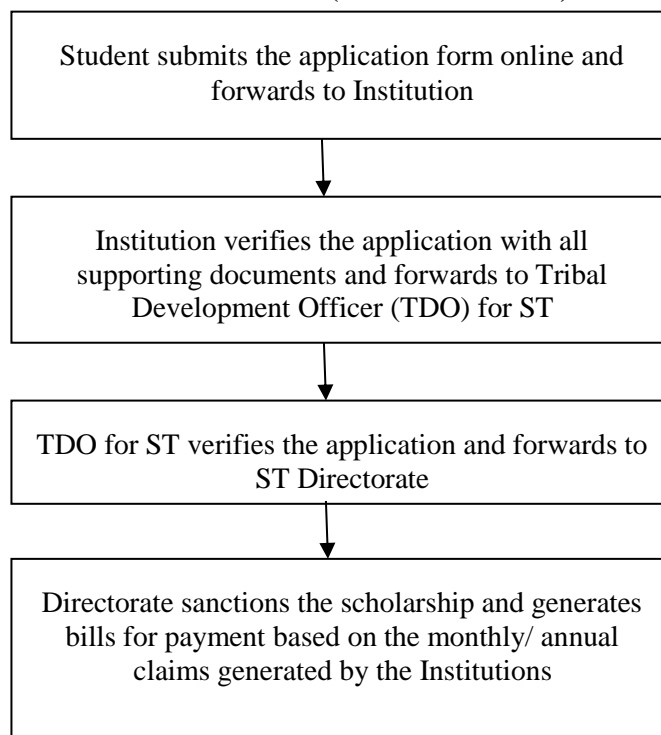 Student submits the application form online and
forwards to Institution
Institution verifies the application with all
supporting documents and forwards to Tribal
Development Officer (TDO) for ST
TDO for ST verifies the application and forwards to
ST Directorate
Directorate sanctions the scholarship and generates
bills for payment based on the monthly/ annual
claims generated by the Institutions